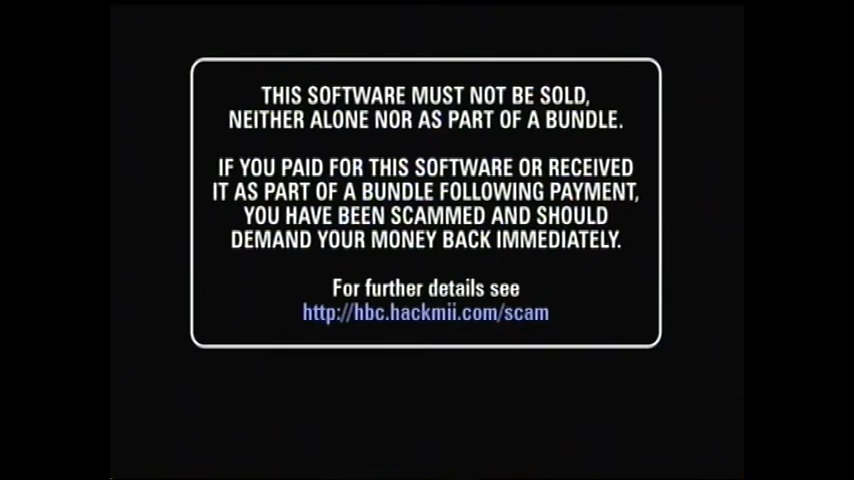 THIS SOFTWARE MUST NOT BE SOLD,
NEITHER ALONE NOR AS PART OF A BUNDLE.
IF YOU PAID FOR THIS SOFTWARE OR RECEIVED
IT AS PART OF A BUNDLE FOLLOWING PAYMENT,
YOU HAVE BEEN SCAMMED AND SHOULD
DEMAND YOUR MONEY BACK IMMEDIATELY.
For further details see
http://hbc.hackmii.com/scam